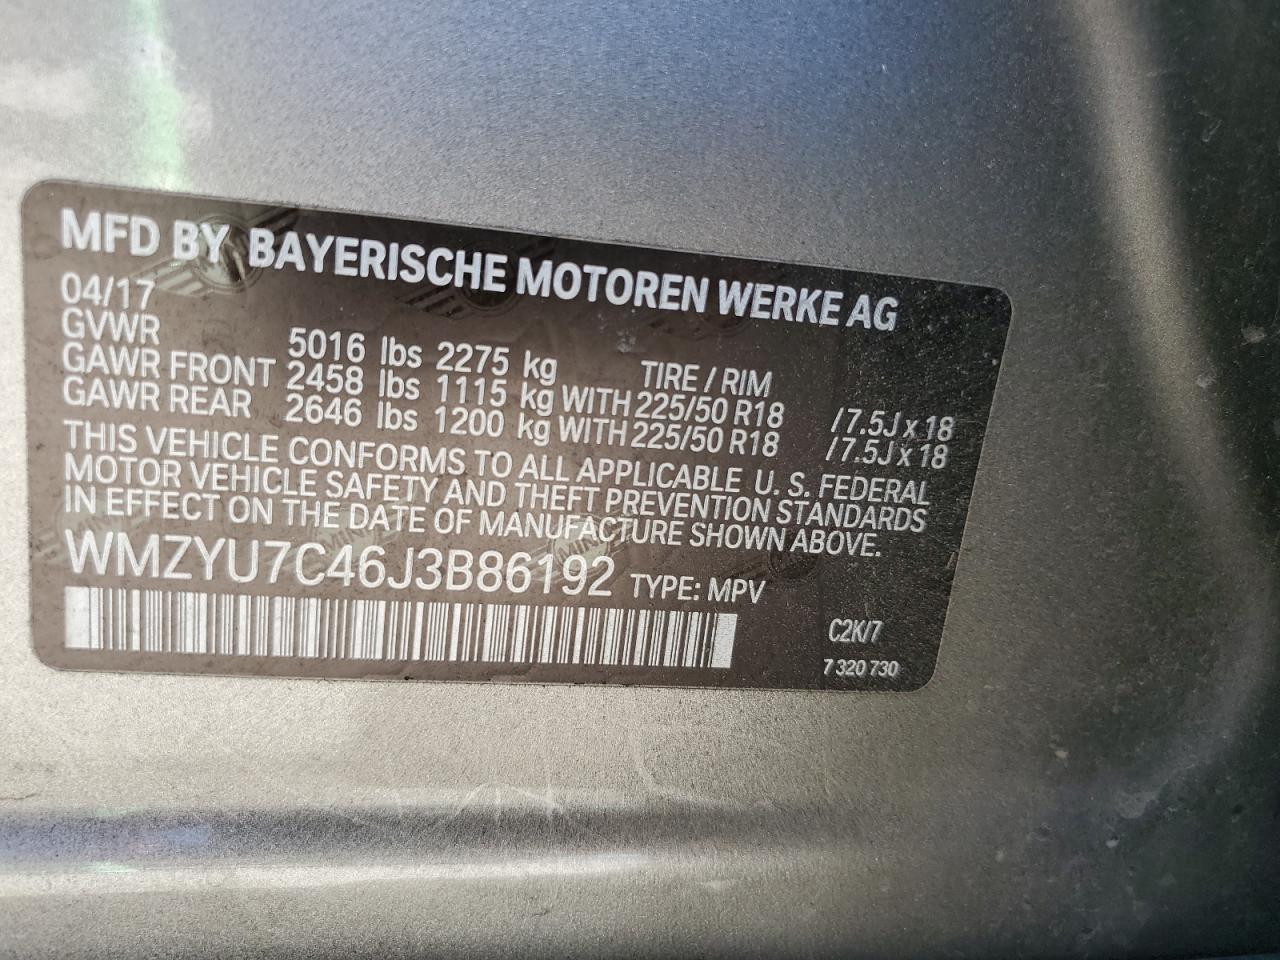 MFD BY BAYERISCHE MOTOREN WERKE AG
04/17
GVWR 5016 lbs 2275 kg TIRE / RIM
GAWR FRONT 2458 lbs 1115 kg WITH 225/50 R18 /7.5J x 18
GAWR REAR 2646 lbs 1200 kg WITH 225/50 R18 /7.5J x 18
THIS VEHICLE CONFORMS TO ALL APPLICABLE U. S. FEDERAL
MOTOR VEHICLE SAFETY AND THEFT PREVENTION STANDARDS
IN EFFECT ON THE DATE OF MANUFACTURE SHOWN ABOVE.
WMZYU7C46J3B86192 TYPE: MPV
C2K/7
7 320 730